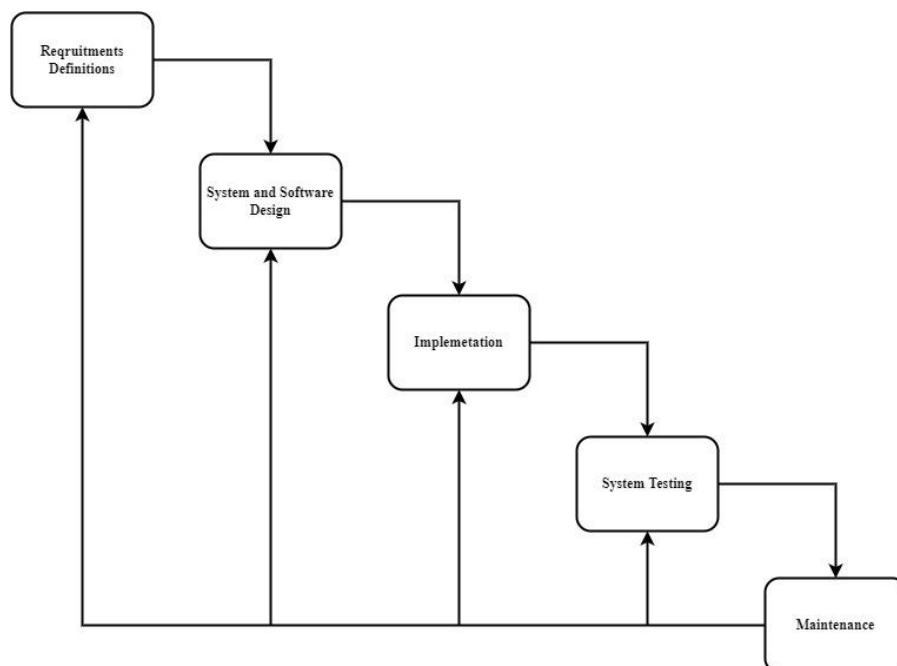 Reqruitments
Definitions
System and Software
Design
Implemetation
System Testing
Maintenance